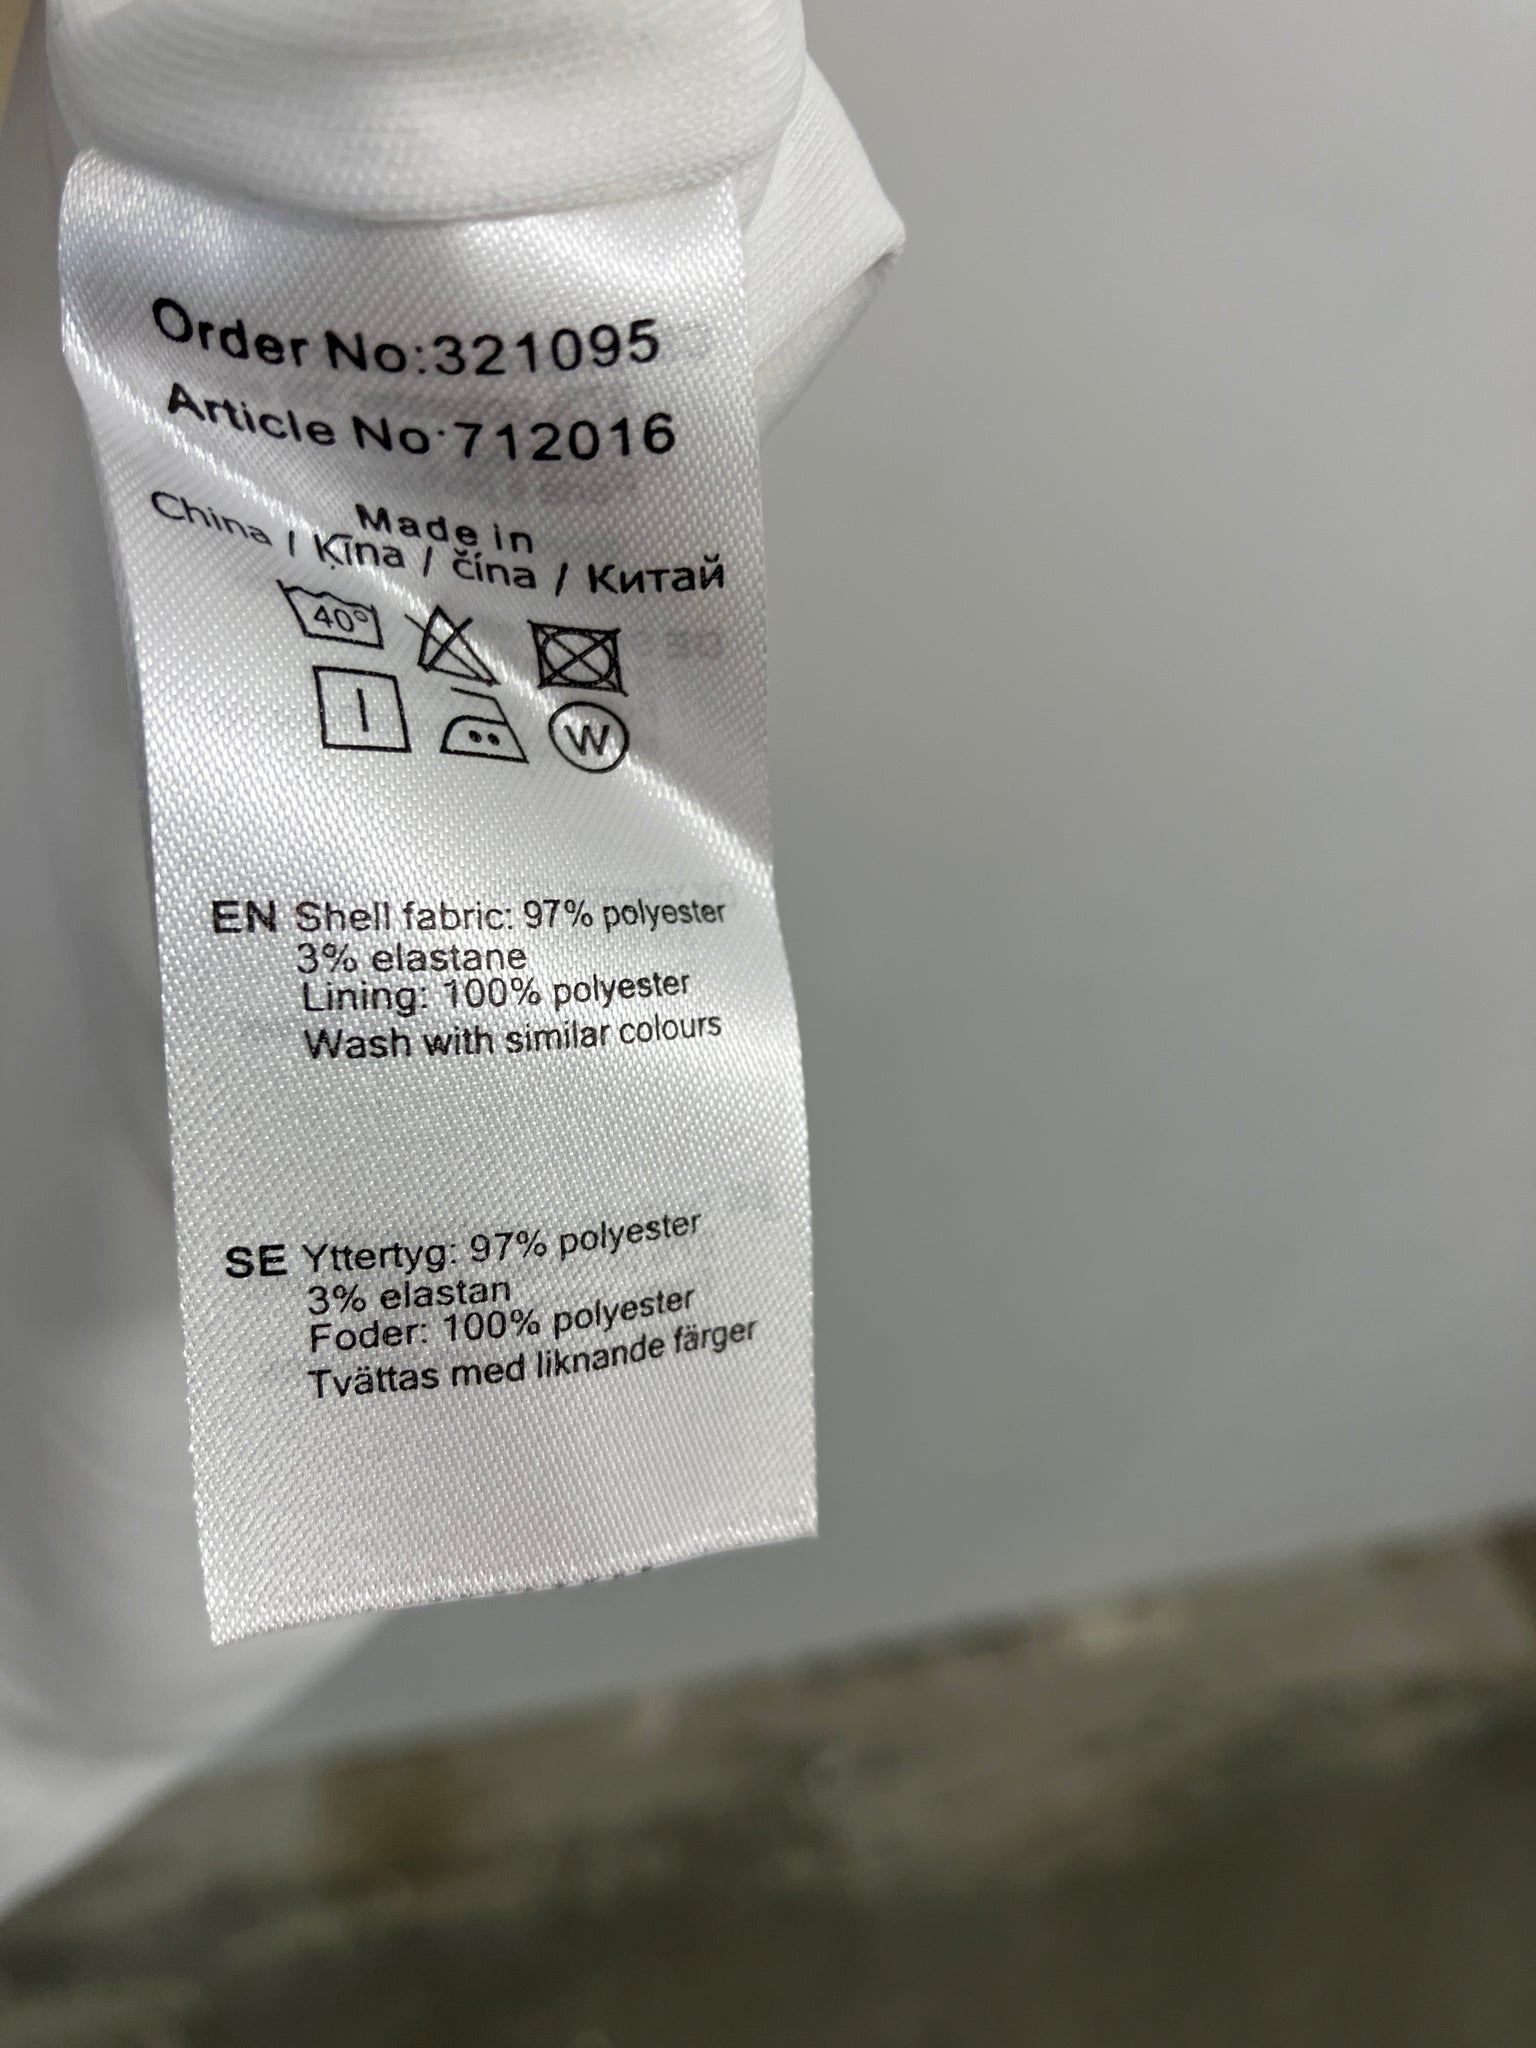 Order No:321095
Article No:712016
Made in
China / Ķīna / čína / Китай
40°
W
EN Shell fabric: 97% polyester
3% elastane
Lining: 100% polyester
Wash with similar colours
SE Yttertyg: 97% polyester
3% elastan
Foder: 100% polyester
Tvättas med liknande färger